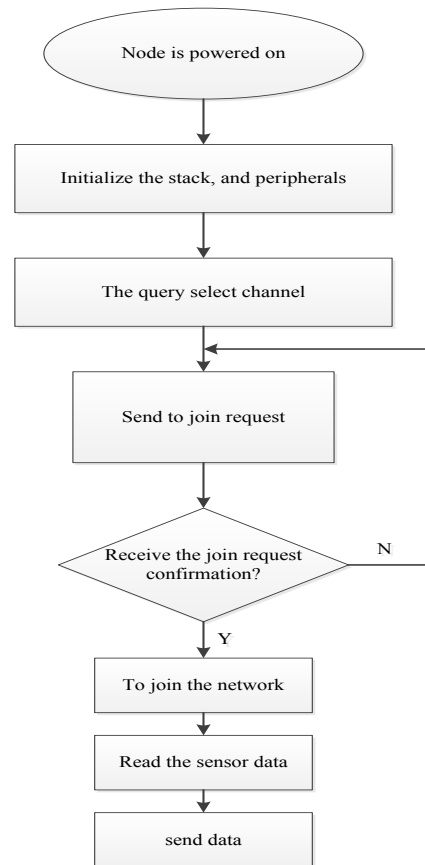 Node is powered on
Initialize the stack, and peripherals
The query select channel
Send to join request
Receive the join request
confirmation?
N
Y
To join the network
Read the sensor data
send data